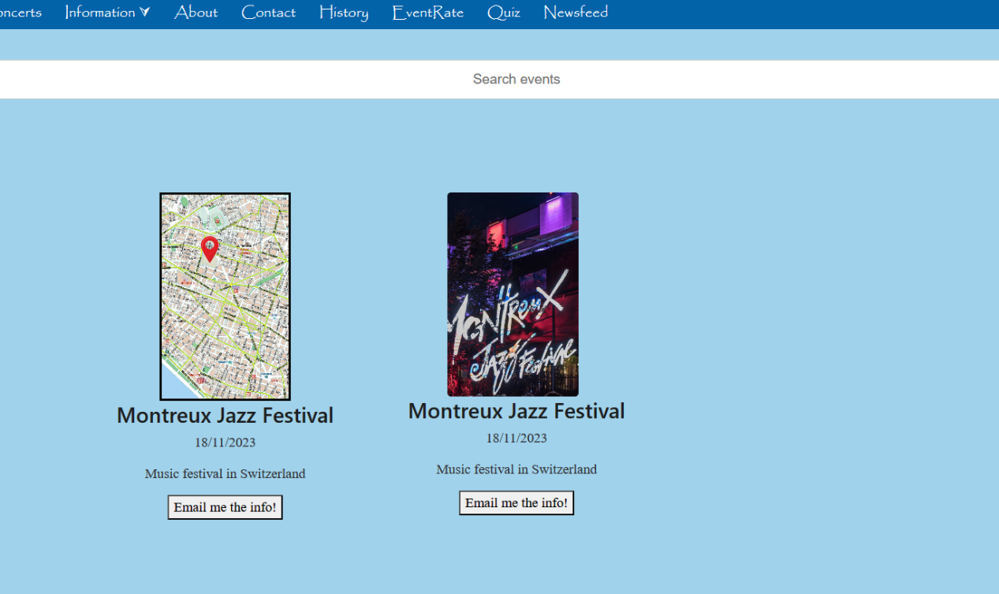 oncerts Information About Contact History EventRate Quiz Newsfeed
Search events
MONTREUX
JAZZ Festival
Montreux Jazz Festival
18/11/2023
Music festival in Switzerland
Email me the info!
Montreux Jazz Festival
18/11/2023
Music festival in Switzerland
Email me the info!